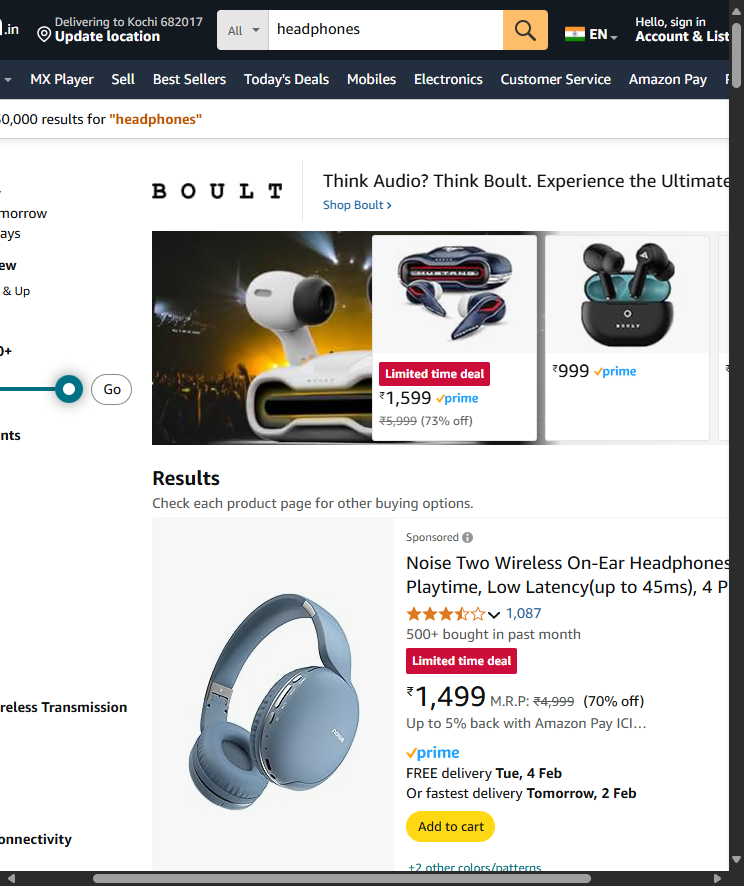 .in
Delivering to Kochi 682017
Update location
All
headphones
EN
Hello, sign in
Account & List
MX Player
Sell
Best Sellers
Today's Deals
Mobiles
Electronics
Customer Service
Amazon Pay
0,000 results for "headphones"
morrow
ays
ew
& Up
0+
Go
nts
reless Transmission
onnectivity
BOULT
Think Audio? Think Boult. Experience the Ultimate
Shop Boult ›
MUSTANG
BOULT
Limited time deal
₹1,599 prime
₹5,999 (73% off)
₹999 prime
Results
Check each product page for other buying options.
Sponsored
Noise Two Wireless On-Ear Headphones
Playtime, Low Latency(up to 45ms), 4 P
1,087
500+ bought in past month
Limited time deal
₹1,499 M.R.P: ₹4,999 (70% off)
Up to 5% back with Amazon Pay ICI…
prime
FREE delivery Tue, 4 Feb
Or fastest delivery Tomorrow, 2 Feb
Add to cart
+2 other colors/patterns
noise